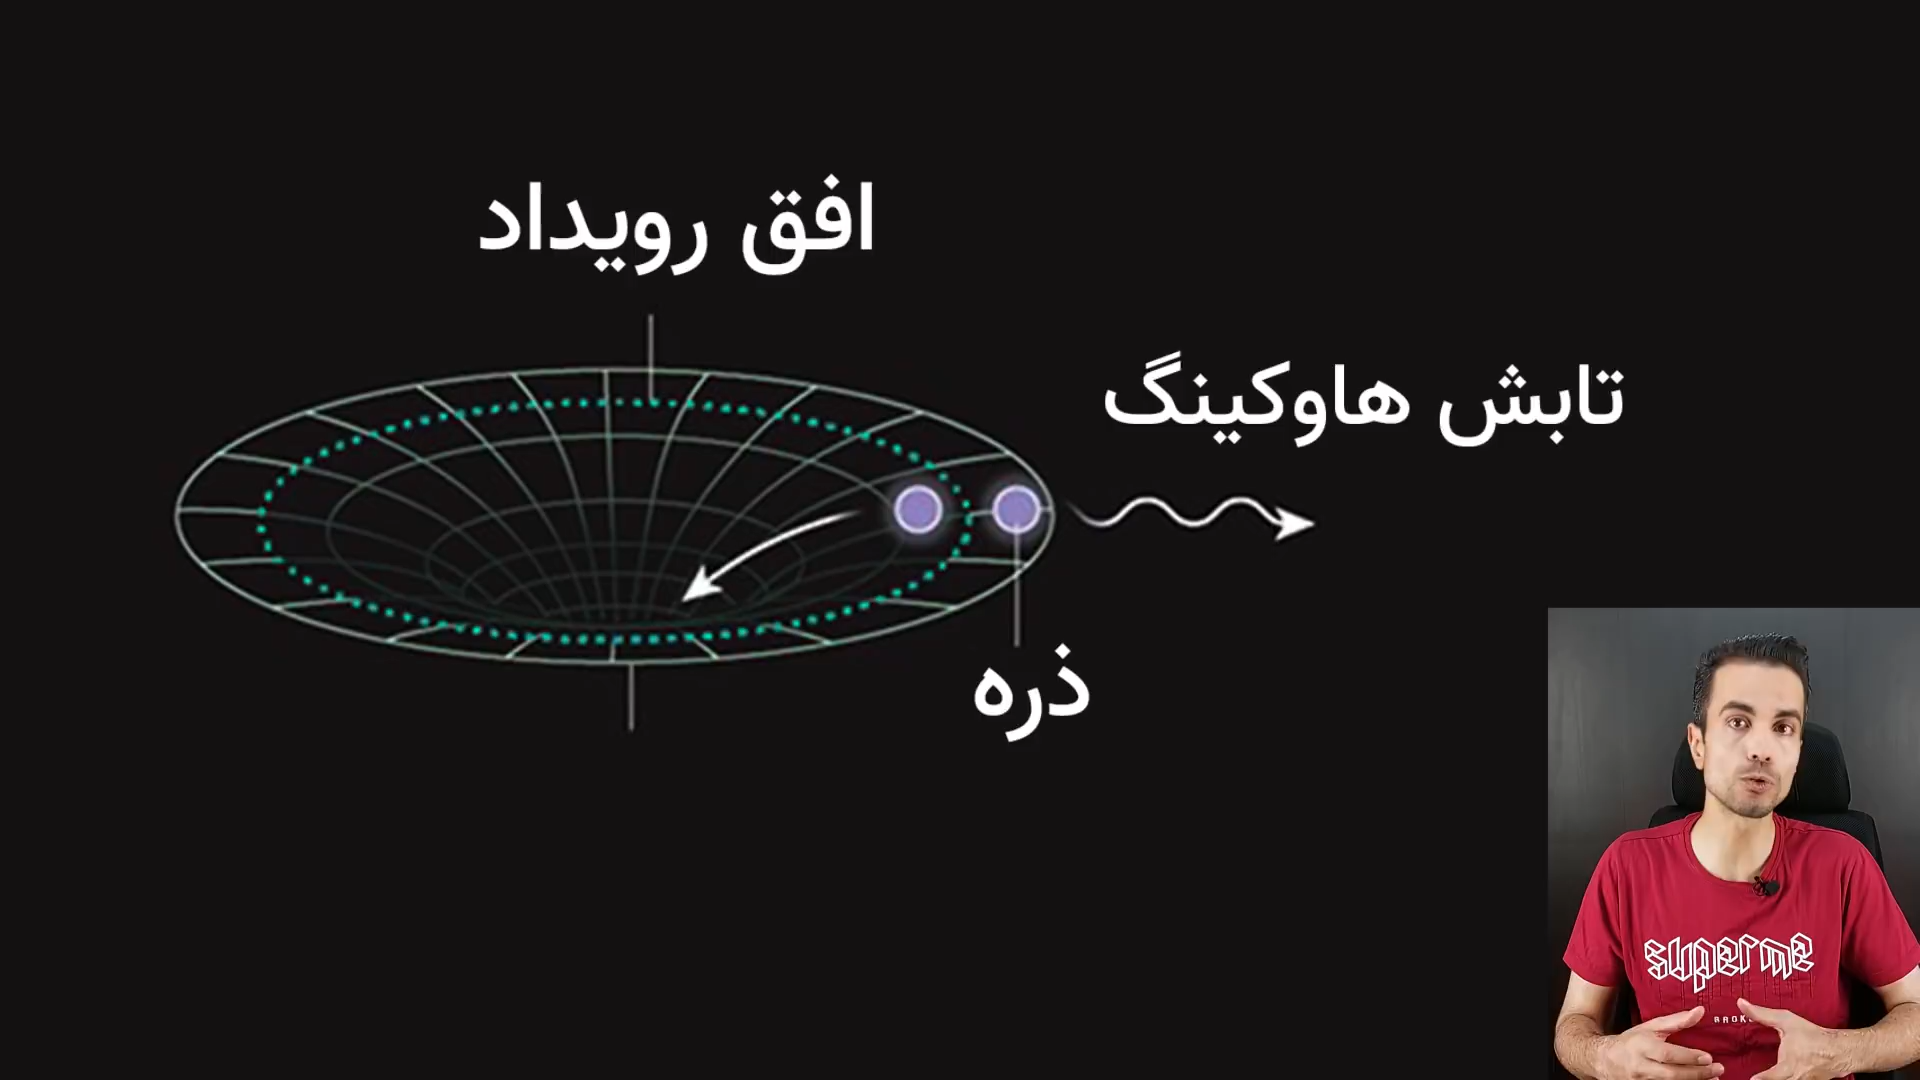 افق رویداد
تابش هاوکینگ
ذره
superme